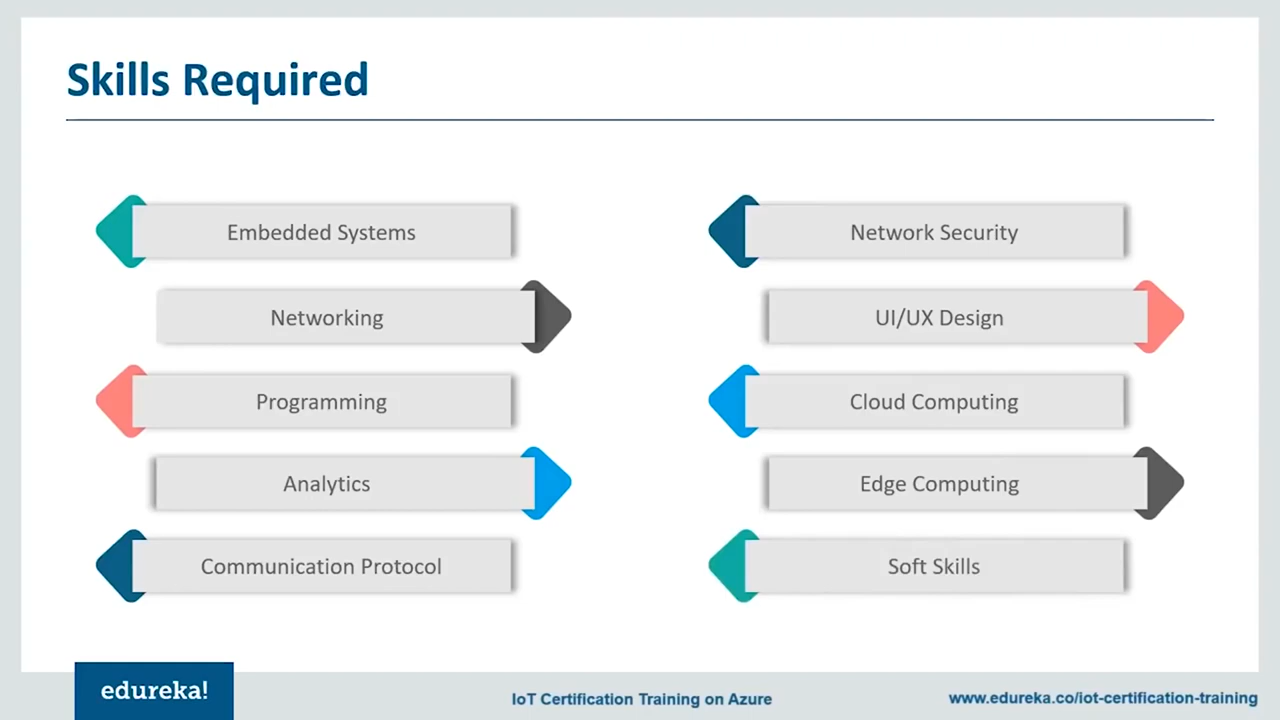 Skills Required
Embedded Systems
Networking
Programming
Analytics
Communication Protocol
Network Security
UI/UX Design
Cloud Computing
Edge Computing
Soft Skills
edureka!
IoT Certification Training on Azure
www.edureka.co/iot-certification-training